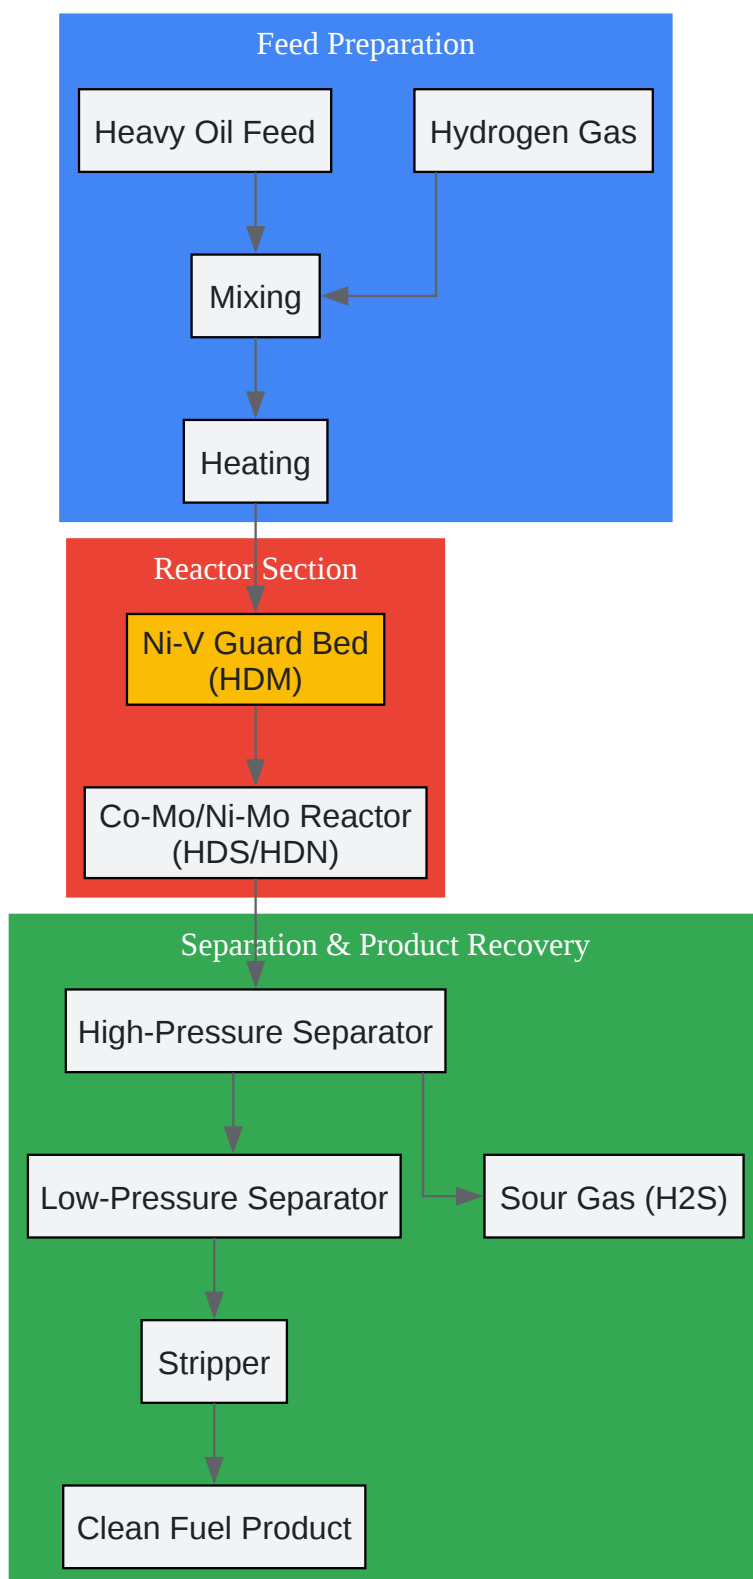 Feed Preparation
Heavy Oil Feed
Hydrogen Gas
Mixing
Heating
Reactor Section
Ni-V Guard Bed
(HDM)
Co-Mo/Ni-Mo Reactor
(HDS/HDN)
Separation & Product Recovery
High-Pressure Separator
Low-Pressure Separator
Sour Gas (H2S)
Stripper
Clean Fuel Product